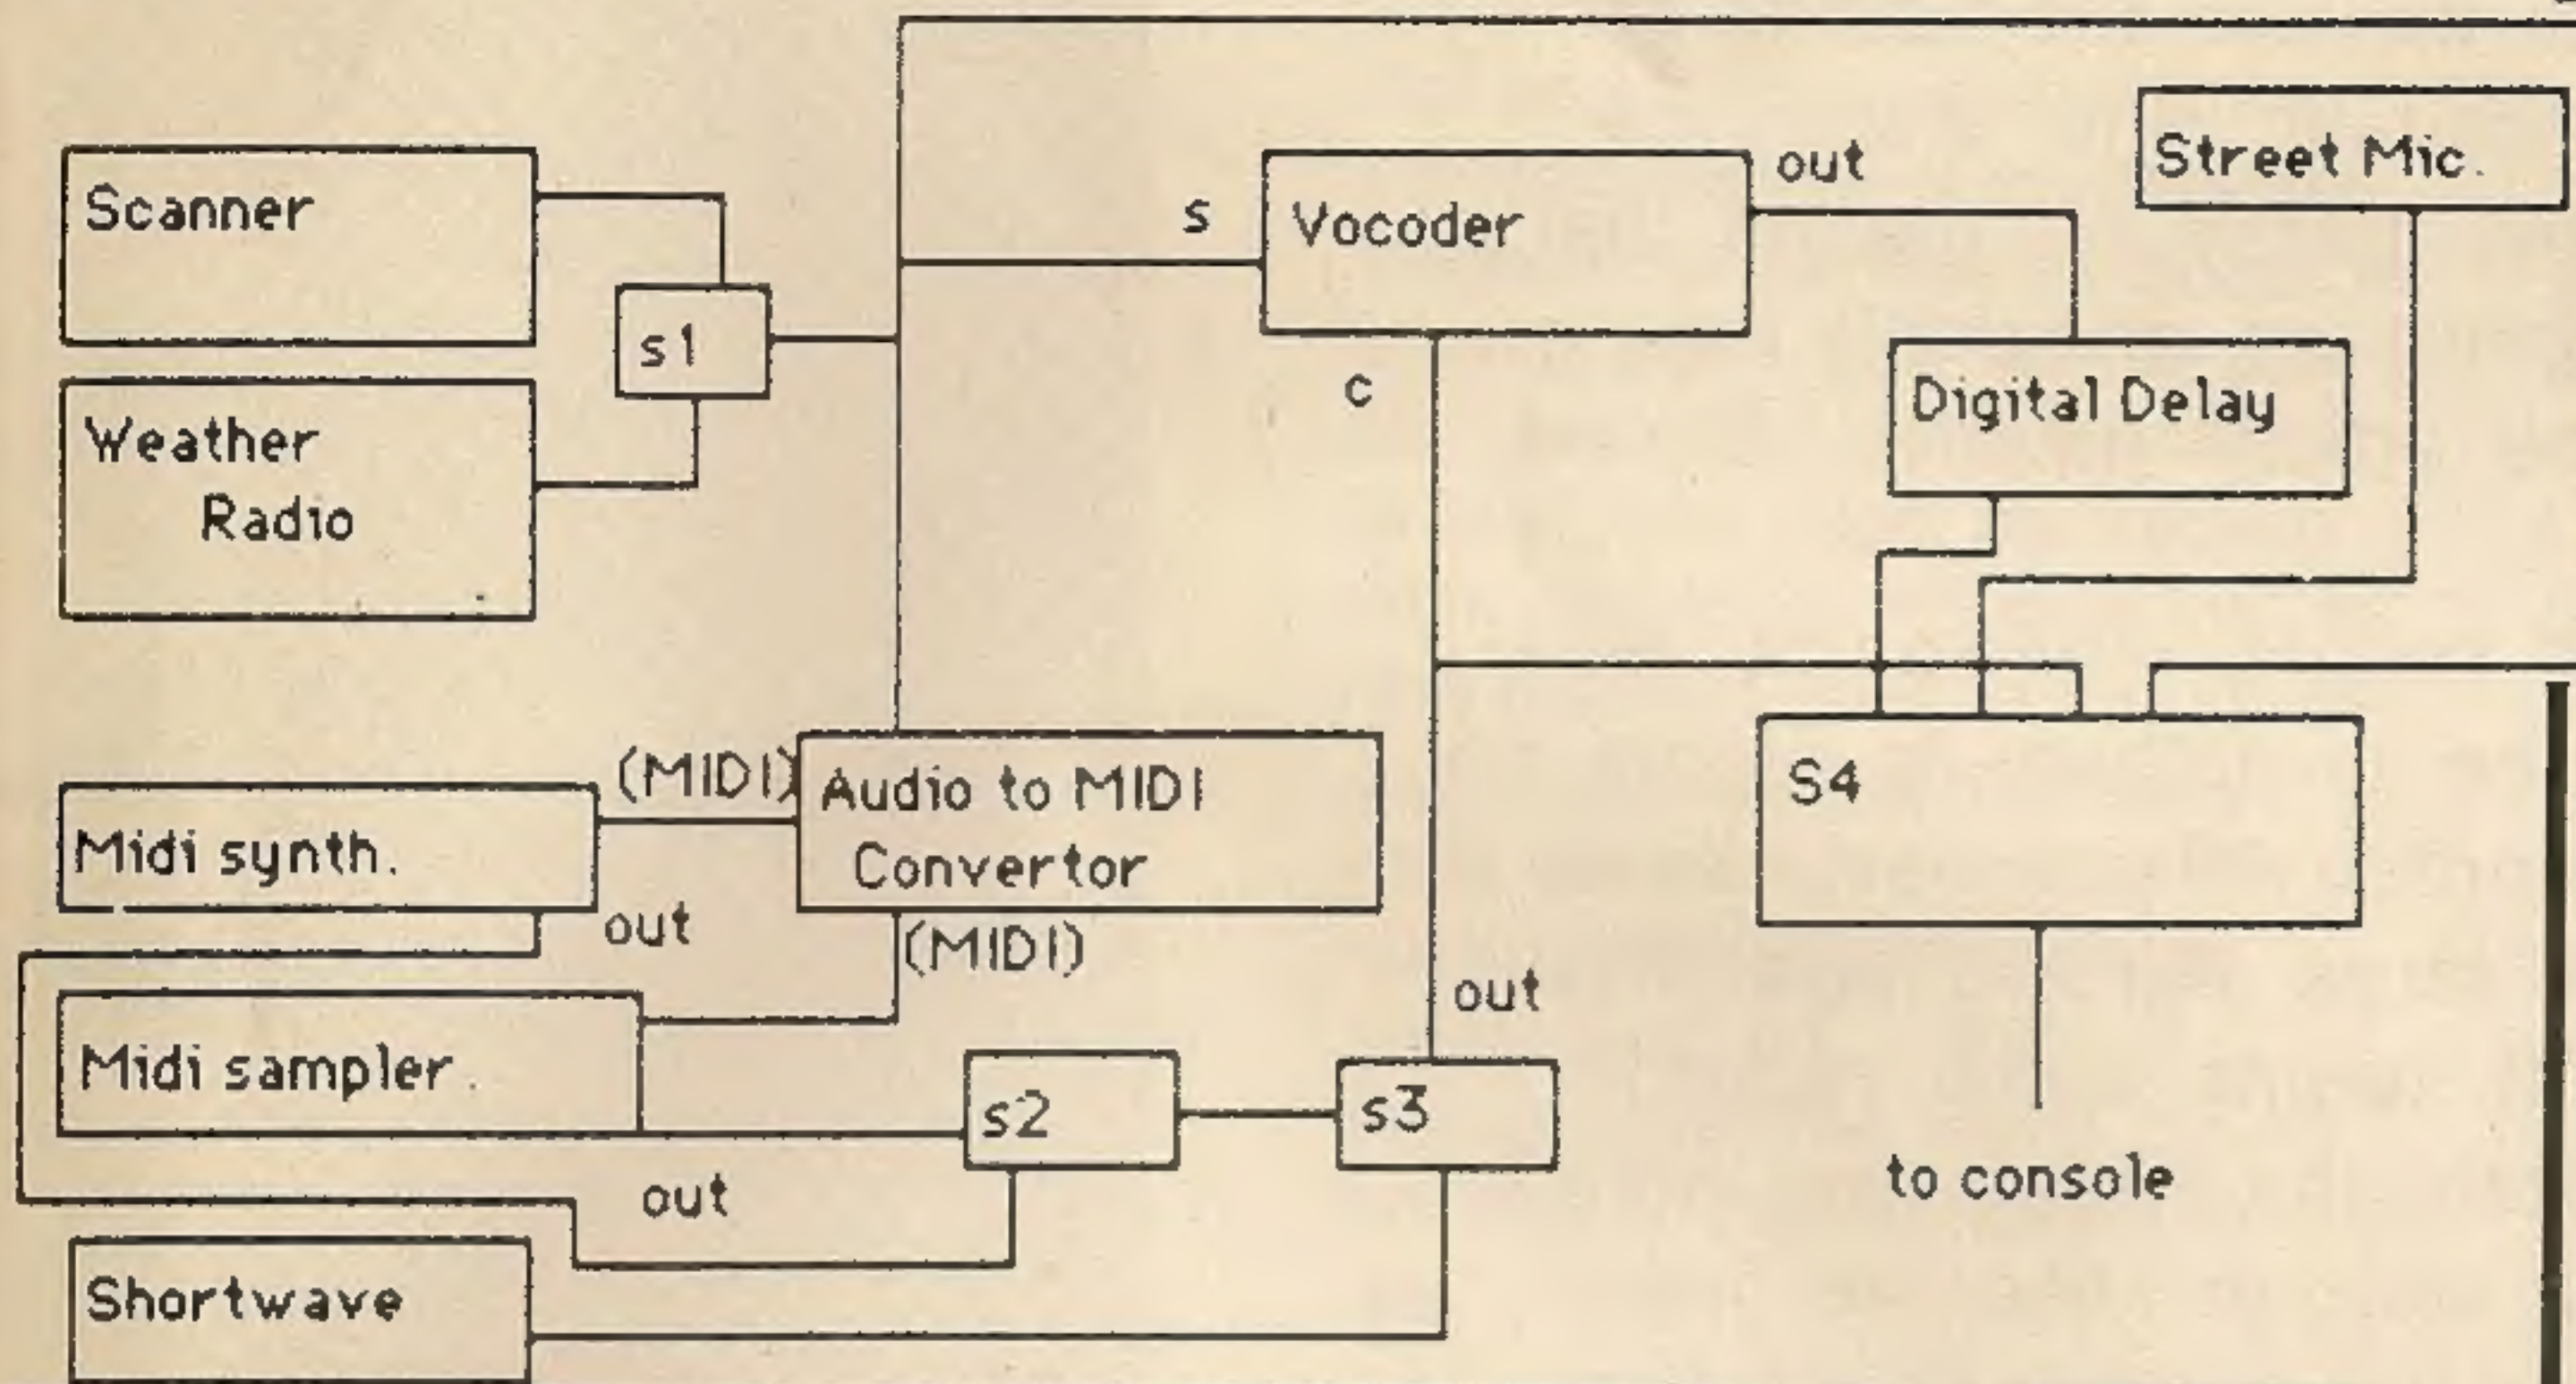 Street Mic.
out
Scanner
s
Vocoder
s1
c
Digital Delay
Weather
Radio
(MIDI)
Audio to MIDI
Convertor
S4
Midi synth.
out
(MIDI)
out
Midi sampler.
s2
s3
to console
out
Shortwave